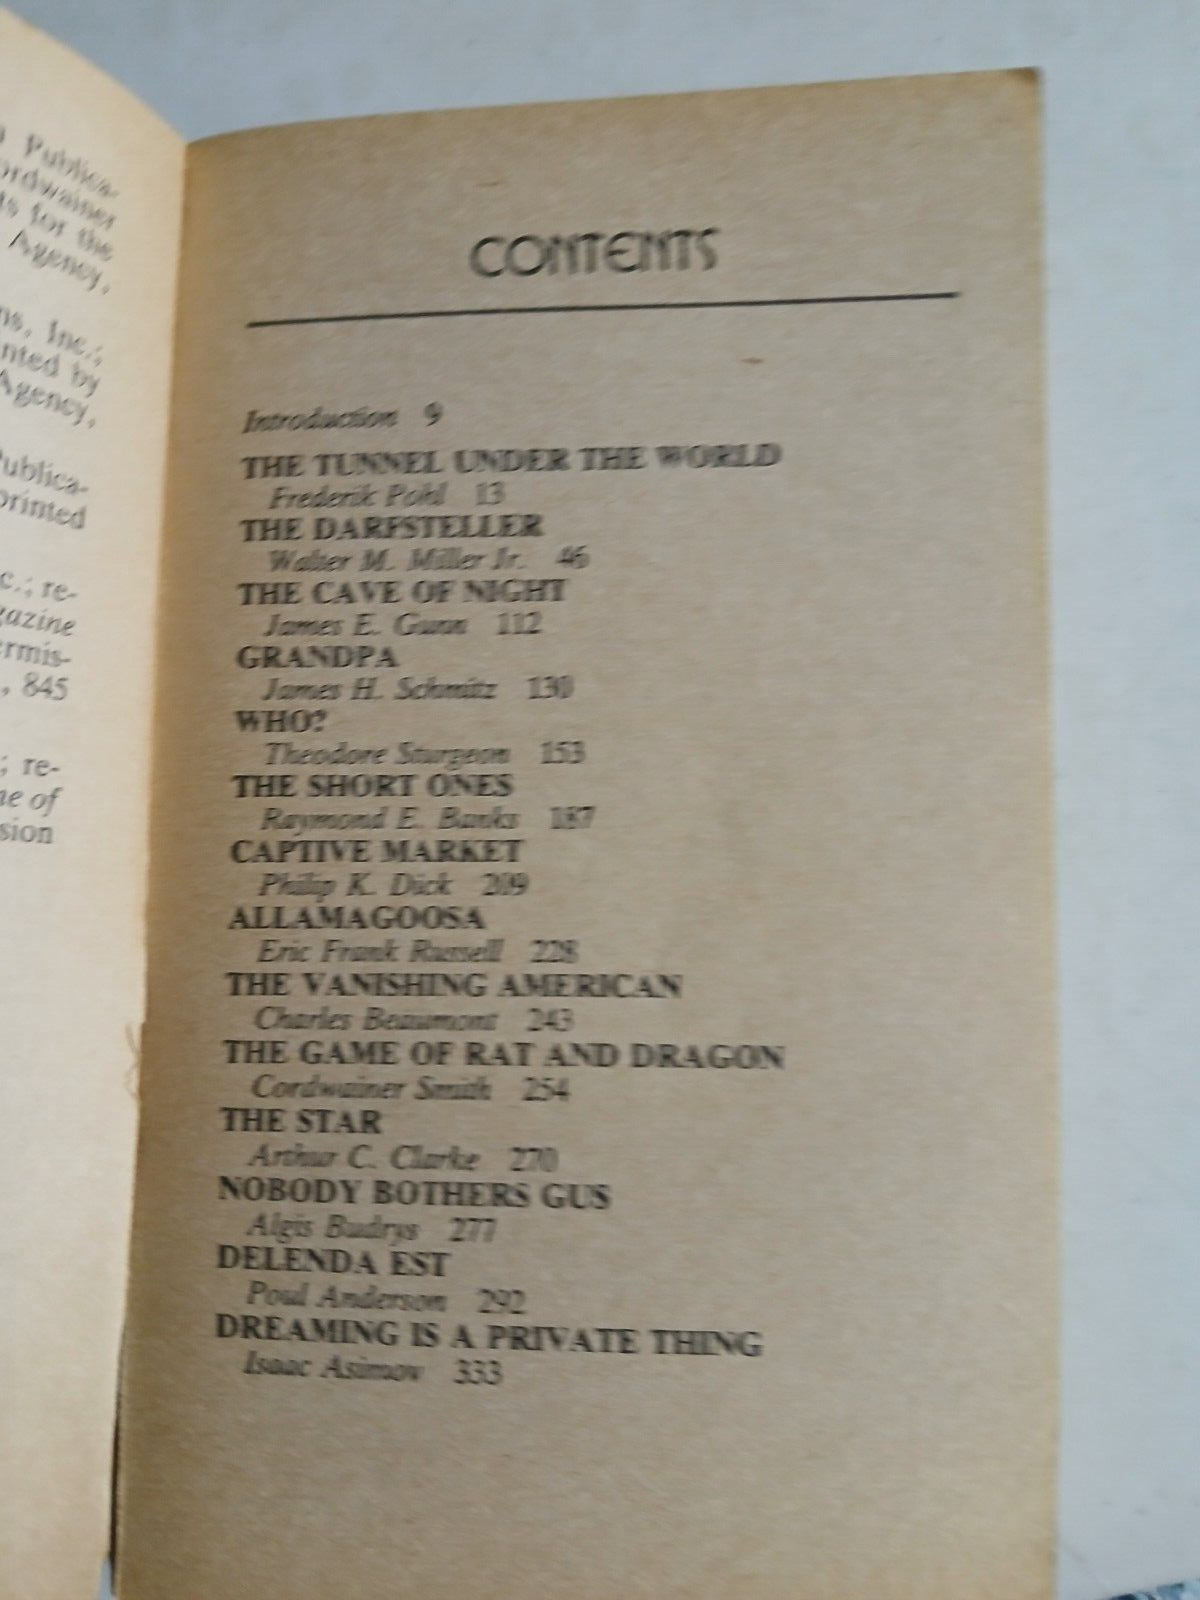 Publica-
ordwainer
for the
Agency,
Inc.;
nted by
Agency,
Publica-
printed
c.; re-
gazine
ermis-
, 845
; re-
ne of
sion
CONTENTS
Introduction 9
THE TUNNEL UNDER THE WORLD
Frederik Pohl 13
THE DARFSTELLER
Walter M. Miller Jr. 46
THE CAVE OF NIGHT
James E. Gunn 112
GRANDPA
James H. Schmitz 130
WHO?
Theodore Sturgeon 153
THE SHORT ONES
Raymond E. Banks 187
CAPTIVE MARKET
Philip K. Dick 209
ALLAMAGOOSA
Eric Frank Russell 228
THE VANISHING AMERICAN
Charles Beaumont 243
THE GAME OF RAT AND DRAGON
Cordwainer Smith 254
THE STAR
Arthur C. Clarke 270
NOBODY BOTHERS GUS
Algis Budrys 277
DELENDA EST
Poul Anderson 292
DREAMING IS A PRIVATE THING
Isaac Asimov 333